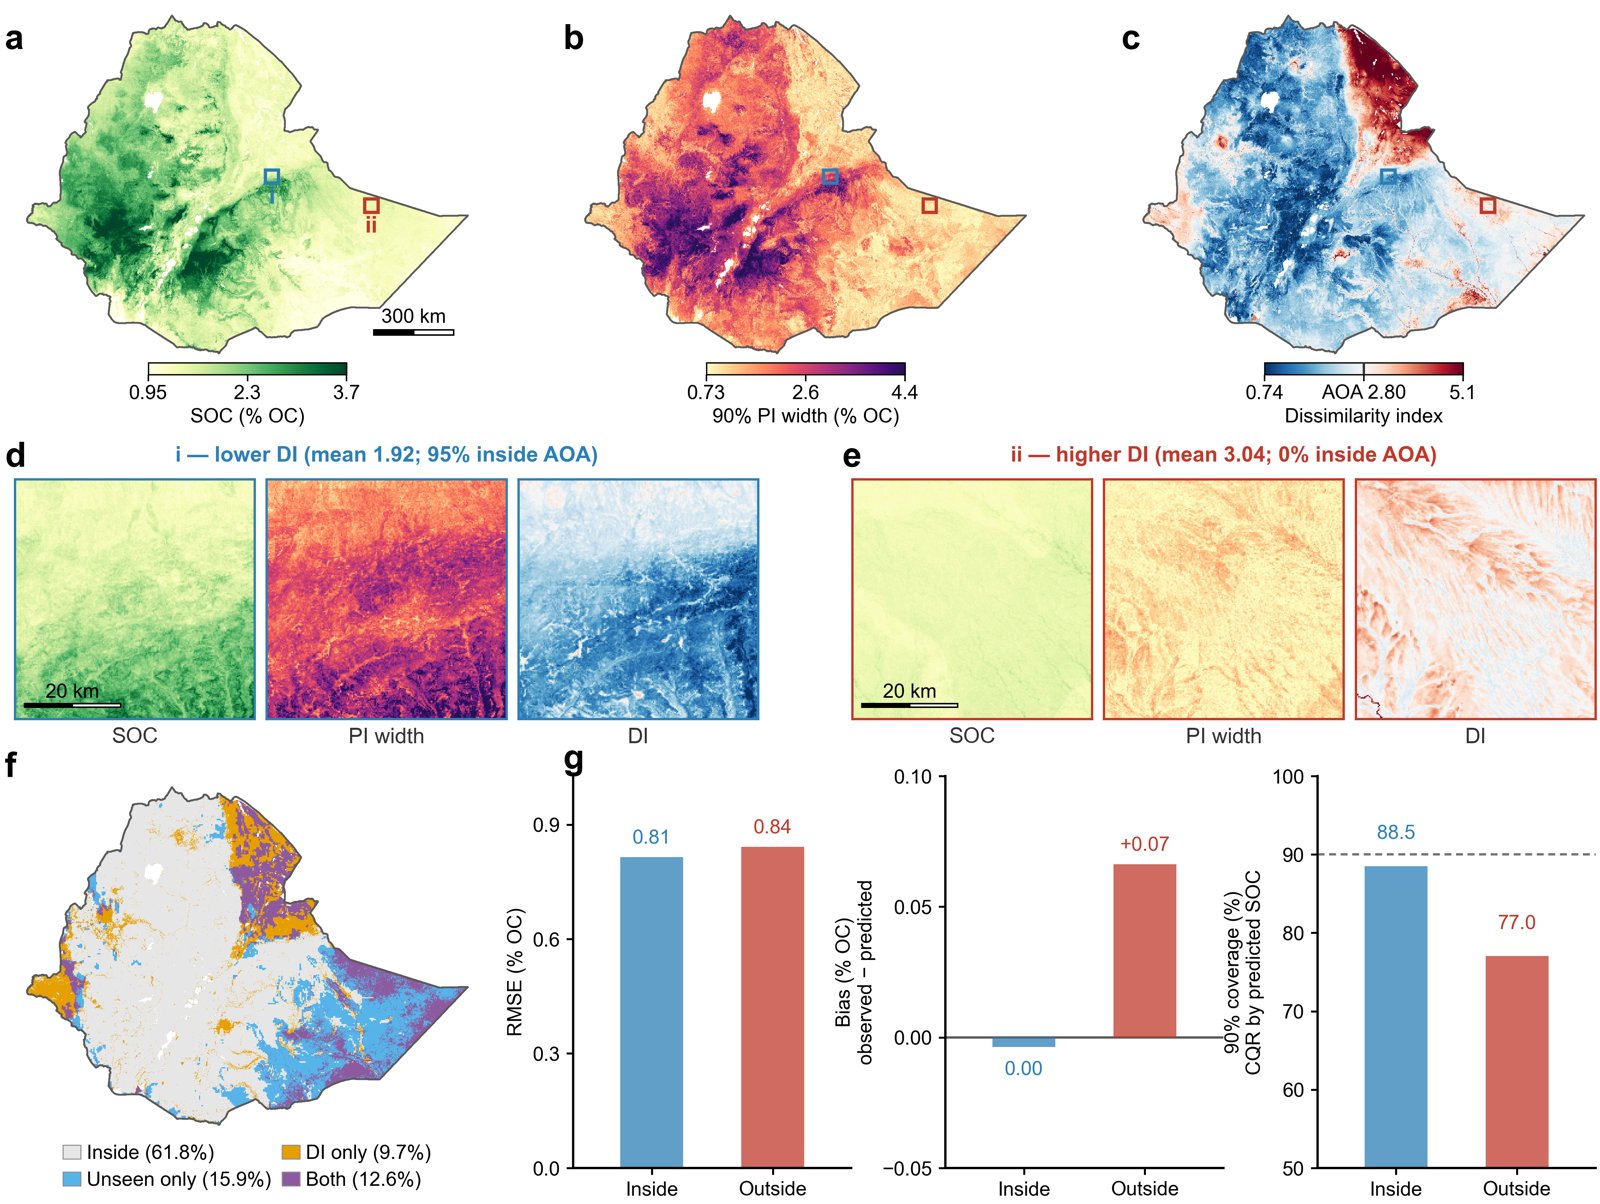 a
b
c
i
ii
300 km
0.95 2.3 3.7
SOC (% OC)
0.73 2.6 4.4
90% PI width (% OC)
0.74 AOA 2.80 5.1
Dissimilarity index
d
i — lower DI (mean 1.92; 95% inside AOA)
20 km
SOC
PI width
DI
e
ii — higher DI (mean 3.04; 0% inside AOA)
20 km
SOC
PI width
DI
f
Inside (61.8%)
DI only (9.7%)
Unseen only (15.9%)
Both (12.6%)
g
RMSE (% OC)
0.9
0.6
0.3
0.0
0.81
0.84
Inside
Outside
Bias (% OC)
observed − predicted
0.10
0.05
0.00
−0.05
0.00
+0.07
Inside
Outside
90% coverage (%)
CQR by predicted SOC
100
90
80
70
60
50
88.5
77.0
Inside
Outside